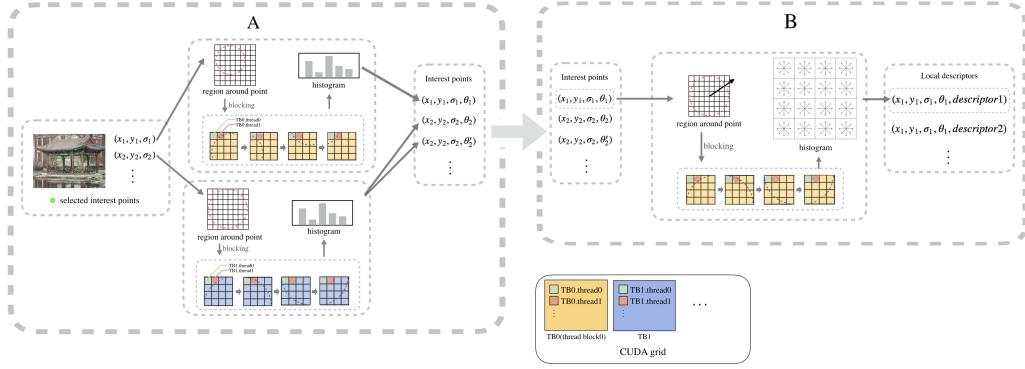 A
(x₁, y₁, σ₁)
(x₂, y₂, σ₂)
⋮
selected interest points
region around point
blocking
TB0.thread0
TB0.thread1
histogram
region around point
blocking
TB1.thread0
TB1.thread1
histogram
Interest points
(x₁, y₁, σ₁, θ₁)
(x₂, y₂, σ₂, θ₂)
(x₂, y₂, σ₂, θ₂′)
⋮
B
Interest points
(x₁, y₁, σ₁, θ₁)
(x₂, y₂, σ₂, θ₂)
(x₂, y₂, σ₂, θ₂′)
⋮
region around point
blocking
histogram
Local descriptors
(x₁, y₁, σ₁, θ₁, descriptor1)
(x₁, y₁, σ₁, θ₁, descriptor2)
⋮
TB0.thread0
TB0.thread1
⋮
TB0(thread block0)
TB1.thread0
TB1.thread1
⋮
TB1
...
CUDA grid